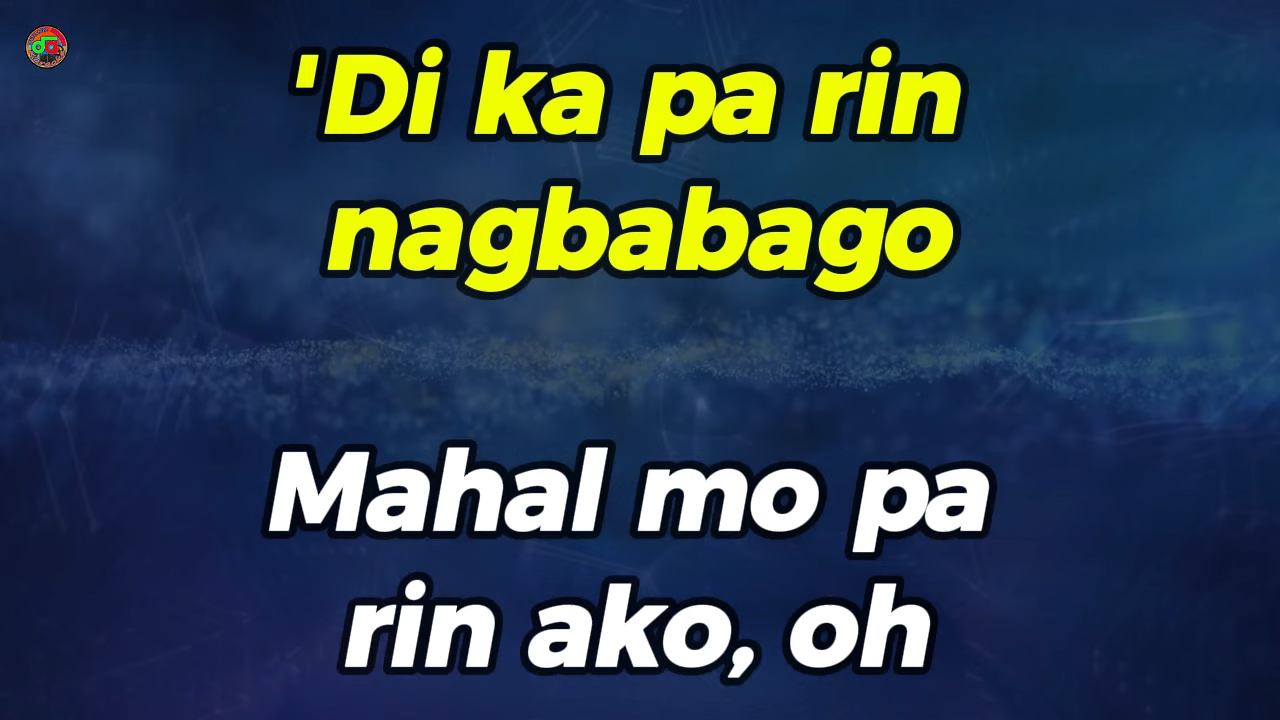 'Di ka pa rin
nagbabago
Mahal mo pa
rin ako, oh